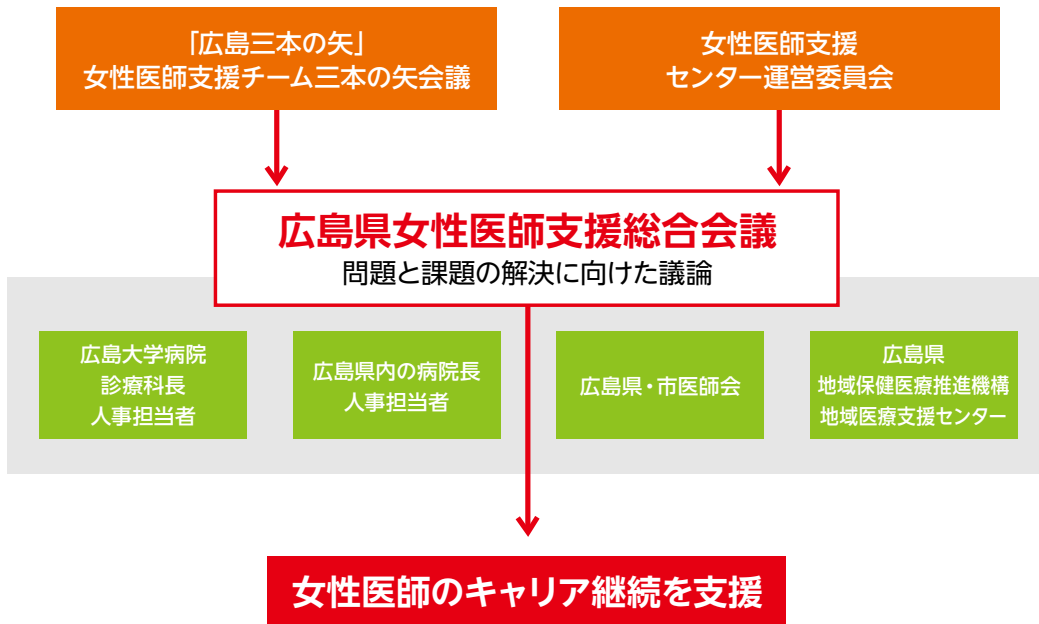 「広島三本の矢」
女性医師支援チーム三本の矢会議
女性医師支援
センター運営委員会
広島県女性医師支援総合会議
問題と課題の解決に向けた議論
広島大学病院
診療科長
人事担当者
広島県内の病院長
人事担当者
広島県・市医師会
広島県
地域保健医療推進機構
地域医療支援センター
女性医師のキャリア継続を支援